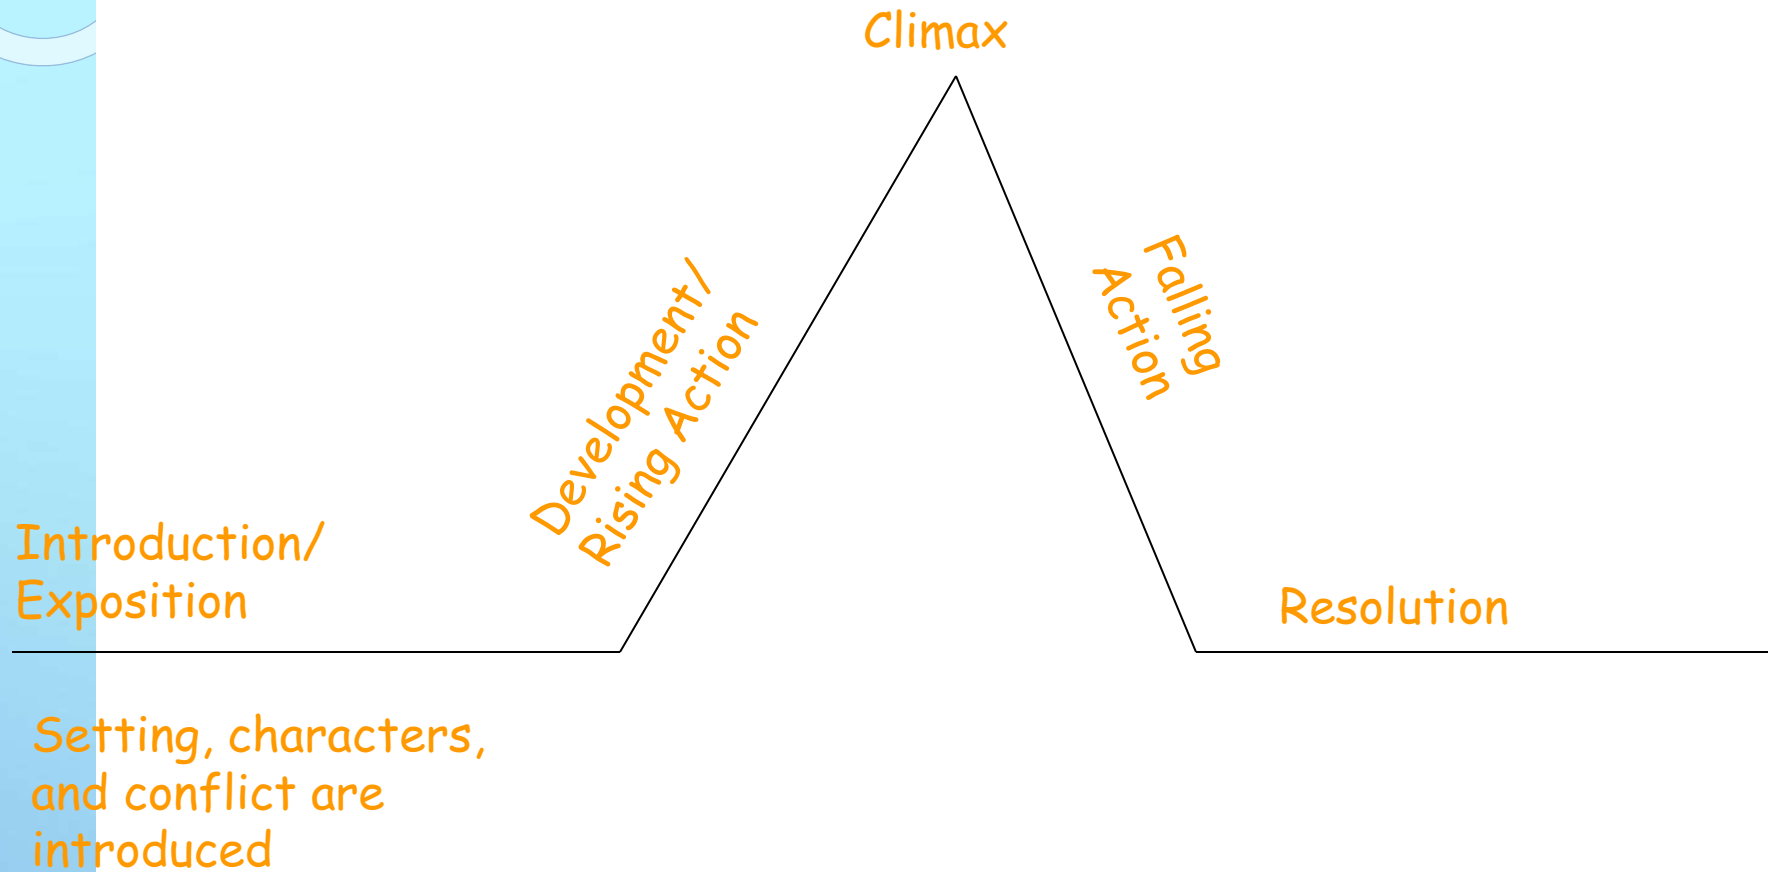 Climax
Falling
Action
Development/
Rising Action
Introduction/
Exposition
Resolution
Setting, characters,
and conflict are
introduced